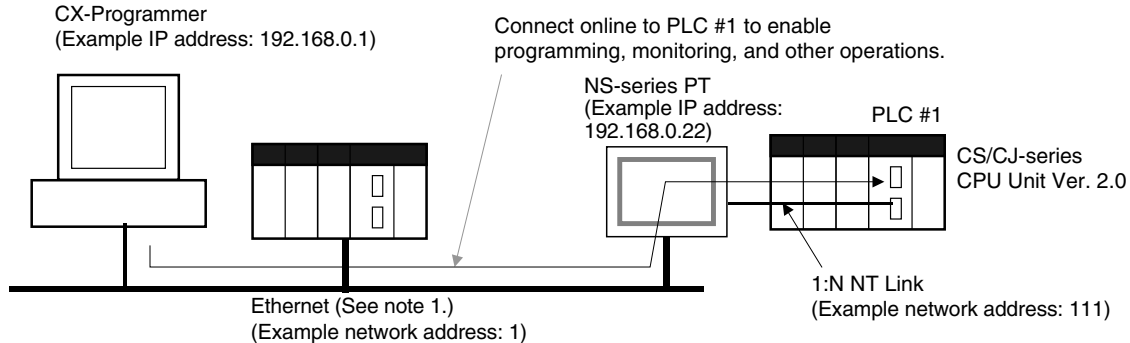 CX-Programmer
(Example IP address: 192.168.0.1)
Connect online to PLC #1 to enable
programming, monitoring, and other operations.
NS-series PT
(Example IP address:
192.168.0.22)
PLC #1
CS/CJ-series
CPU Unit Ver. 2.0
1:N NT Link
(Example network address: 111)
Ethernet (See note 1.)
(Example network address: 1)